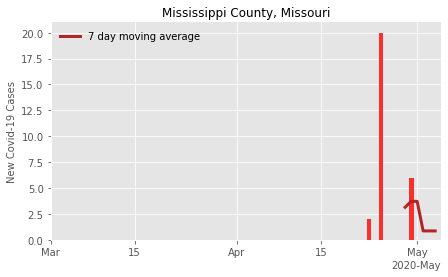 Mississippi County, Missouri
7 day moving average
New Covid-19 Cases
20.0
17.5
15.0
12.5
10.0
7.5
5.0
2.5
0.0
Mar 15 Apr 15 May
2020-May